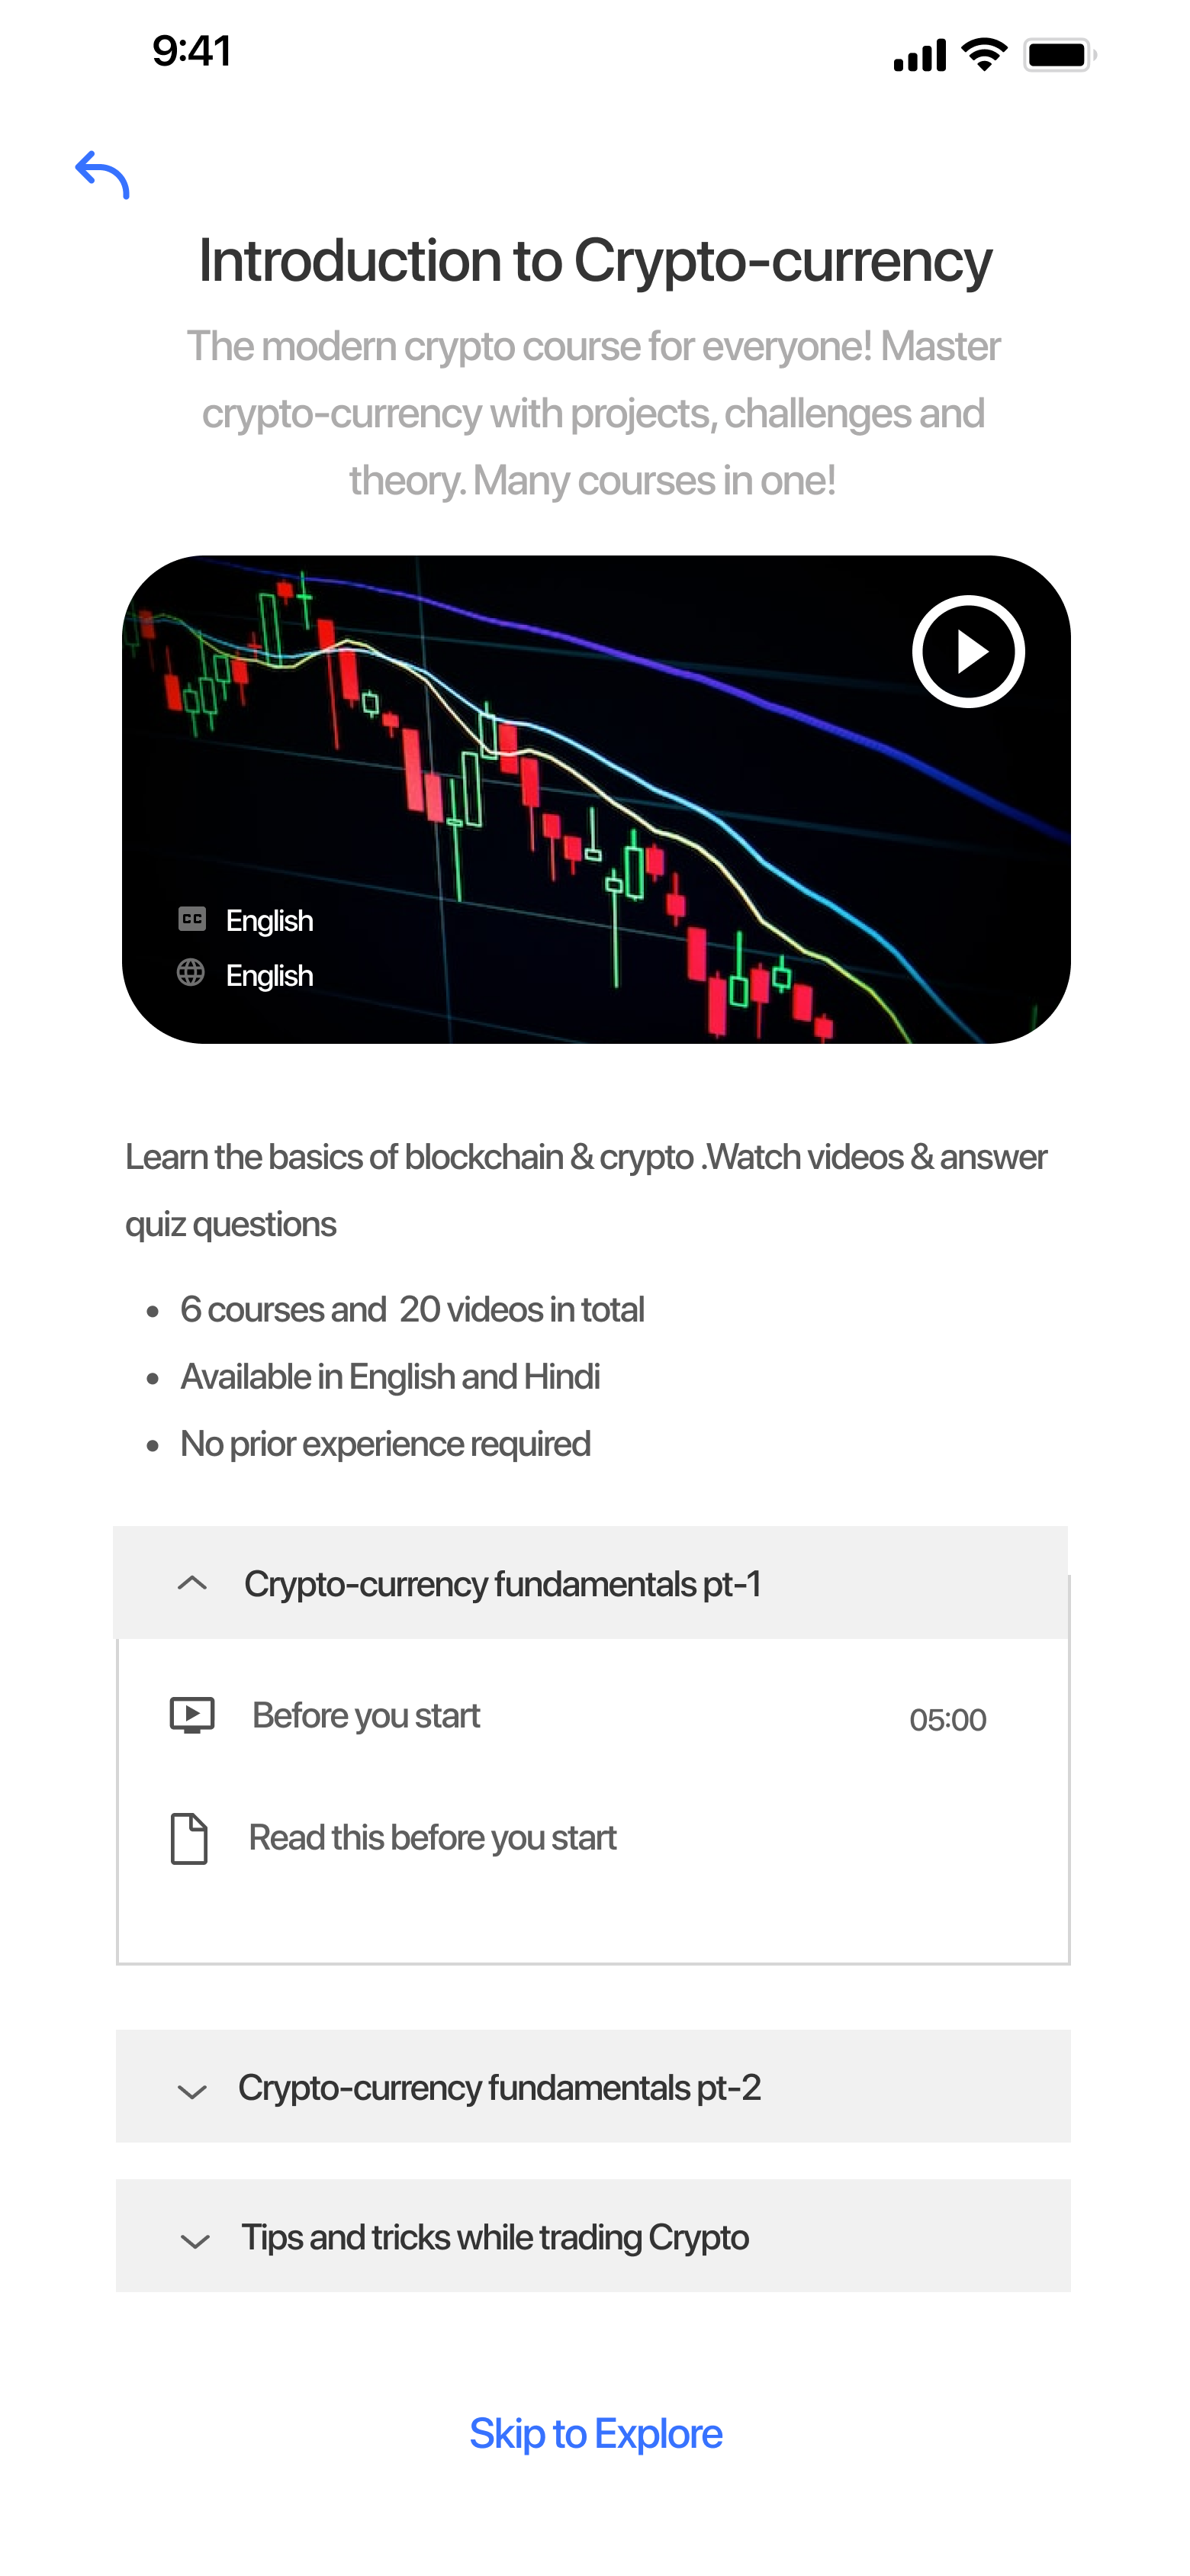 9:41
Introduction to Crypto-currency
The modern crypto course for everyone! Master
crypto-currency with projects, challenges and
theory. Many courses in one!
CC English
English
Learn the basics of blockchain & crypto .Watch videos & answer
quiz questions
• 6 courses and  20 videos in total
• Available in English and Hindi
• No prior experience required
Crypto-currency fundamentals pt-1
Before you start 05:00
Read this before you start
Crypto-currency fundamentals pt-2
Tips and tricks while trading Crypto
Skip to Explore